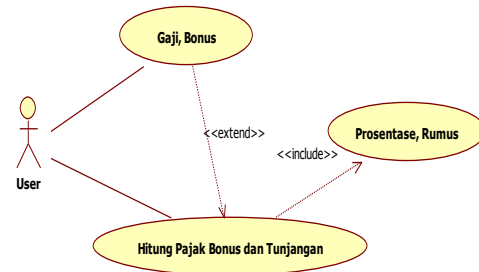 Gaji, Bonus
<<extend>>
Prosentase, Rumus
<<include>>
User
Hitung Pajak Bonus dan Tunjangan